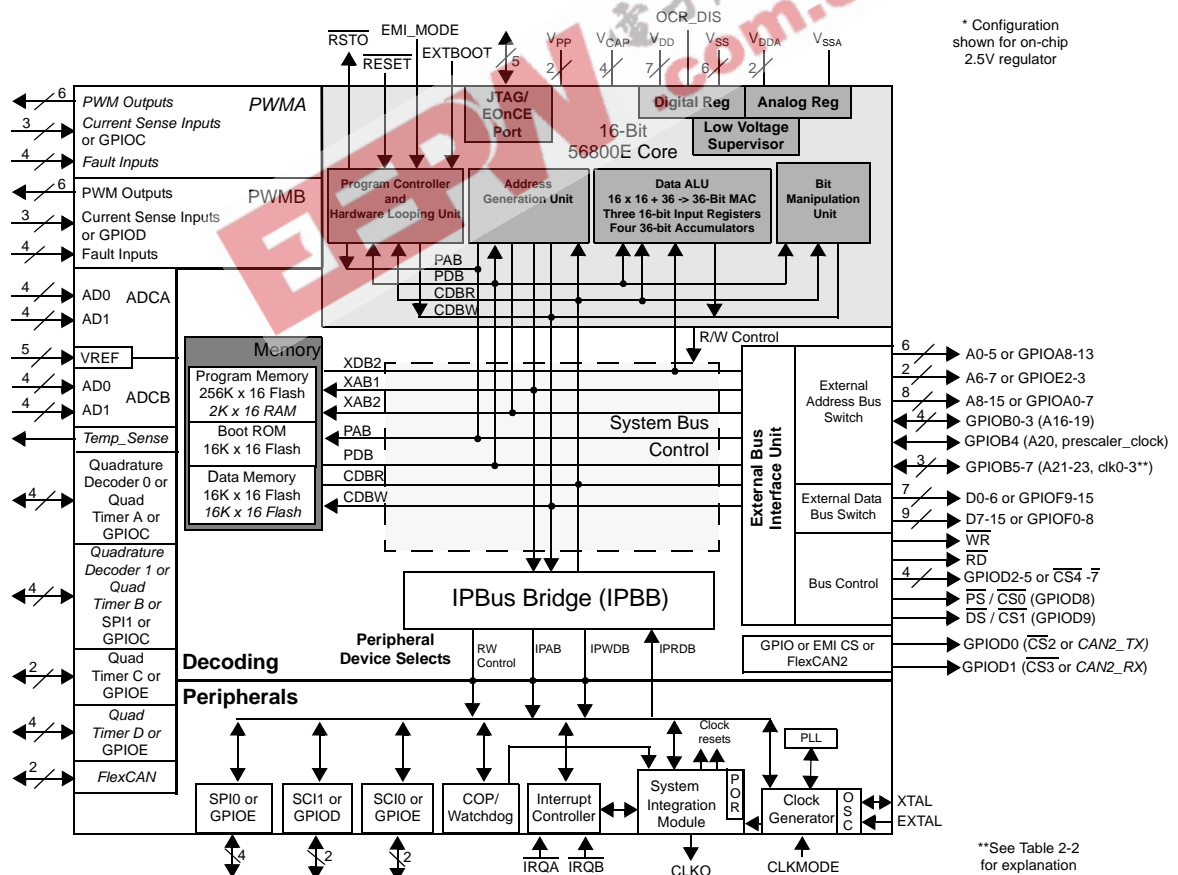 OCR_DIS
* Configuration
shown for on-chip
2.5V regulator
RSTO
EMI_MODE
RESET
EXTBOOT
5
VPP
2
VCAP
4
VDD
7
VSS
6
VDDA
2
VSSA
6
PWM Outputs
PWMA
3
Current Sense Inputs
or GPIOC
4
Fault Inputs
6
PWM Outputs
PWMB
3
Current Sense Inputs
or GPIOD
4
Fault Inputs
JTAG/
EOnCE
Port
Digital Reg
Analog Reg
Low Voltage
Supervisor
16-Bit
56800E Core
Program Controller
and
Hardware Looping Unit
Address
Generation Unit
Data ALU
16 x 16 + 36 -> 36-Bit MAC
Three 16-bit Input Registers
Four 36-bit Accumulators
Bit
Manipulation
Unit
PAB
PDB
CDBR
CDBW
4
AD0
ADCA
4
AD1
5
VREF
4
AD0
ADCB
4
AD1
Temp_Sense
4
Quadrature
Decoder 0 or
Quad
Timer A or
GPIOC
4
Quadrature
Decoder 1 or
Quad
Timer B or
SPI1 or
GPIOC
2
Quad
Timer C or
GPIOE
4
Quad
Timer D or
GPIOE
2
FlexCAN
Memory
Program Memory
256K x 16 Flash
2K x 16 RAM
Boot ROM
16K x 16 Flash
Data Memory
16K x 16 Flash
16K x 16 Flash
XDB2
XAB1
XAB2
PAB
PDB
CDBR
CDBW
R/W Control
System Bus
Control
External Bus
Interface Unit
External
Address Bus
Switch
External Data
Bus Switch
Bus Control
6
A0-5 or GPIOA8-13
2
A6-7 or GPIOE2-3
8
A8-15 or GPIOA0-7
4
GPIOB0-3 (A16-19)
GPIOB4 (A20, prescaler_clock)
3
GPIOB5-7 (A21-23, clk0-3**)
7
D0-6 or GPIOF9-15
9
D7-15 or GPIOF0-8
WR
RD
4
GPIOD2-5 or CS4 -7
PS / CS0 (GPIOD8)
DS / CS1 (GPIOD9)
GPIO or EMI CS or
FlexCAN2
GPIOD0 (CS2 or CAN2_TX)
GPIOD1 (CS3 or CAN2_RX)
IPBus Bridge (IPBB)
Peripheral
Device Selects
RW
Control
IPAB
IPWDB
IPRDB
Decoding
Peripherals
Clock
resets
PLL
SPI0 or
GPIOE
SCI1 or
GPIOD
SCI0 or
GPIOE
COP/
Watchdog
Interrupt
Controller
System
Integration
Module
POR
Clock
Generator
OSC
XTAL
EXTAL
4
2
2
IRQA
IRQB
CLKO
CLKMODE
**See Table 2-2
for explanation
EEPW
.com.